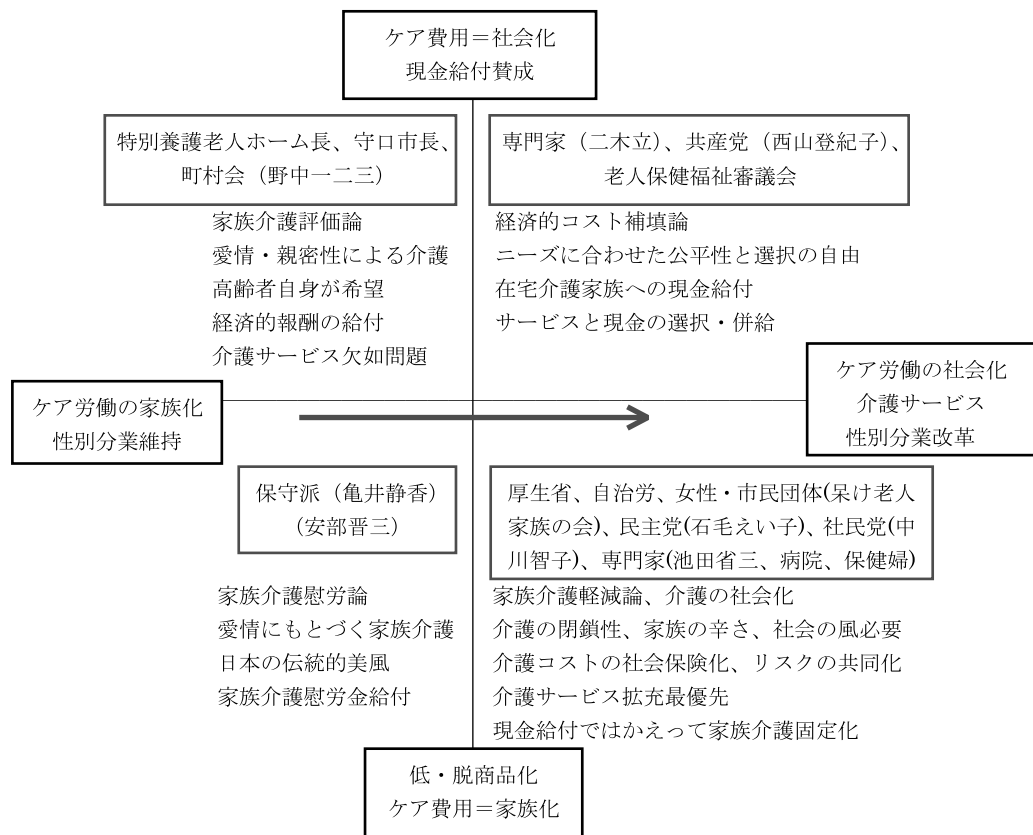 ケア費用＝社会化
現金給付賛成
特別養護老人ホーム長、守口市長、
町村会（野中一二三）
専門家（二木立）、共産党（西山登紀子）、
老人保健福祉審議会
家族介護評価論
愛情・親密性による介護
高齢者自身が希望
経済的報酬の給付
介護サービス欠如問題
経済的コスト補填論
ニーズに合わせた公平性と選択の自由
在宅介護家族への現金給付
サービスと現金の選択・併給
ケア労働の家族化
性別分業維持
ケア労働の社会化
介護サービス
性別分業改革
保守派（亀井静香）
（安部晋三）
厚生省、自治労、女性・市民団体(呆け老人
家族の会)、民主党(石毛えい子)、社民党(中
川智子)、専門家(池田省三、病院、保健婦)
家族介護慰労論
愛情にもとづく家族介護
日本の伝統的美風
家族介護慰労金給付
家族介護軽減論、介護の社会化
介護の閉鎖性、家族の辛さ、社会の風必要
介護コストの社会保険化、リスクの共同化
介護サービス拡充最優先
現金給付ではかえって家族介護固定化
低・脱商品化
ケア費用＝家族化